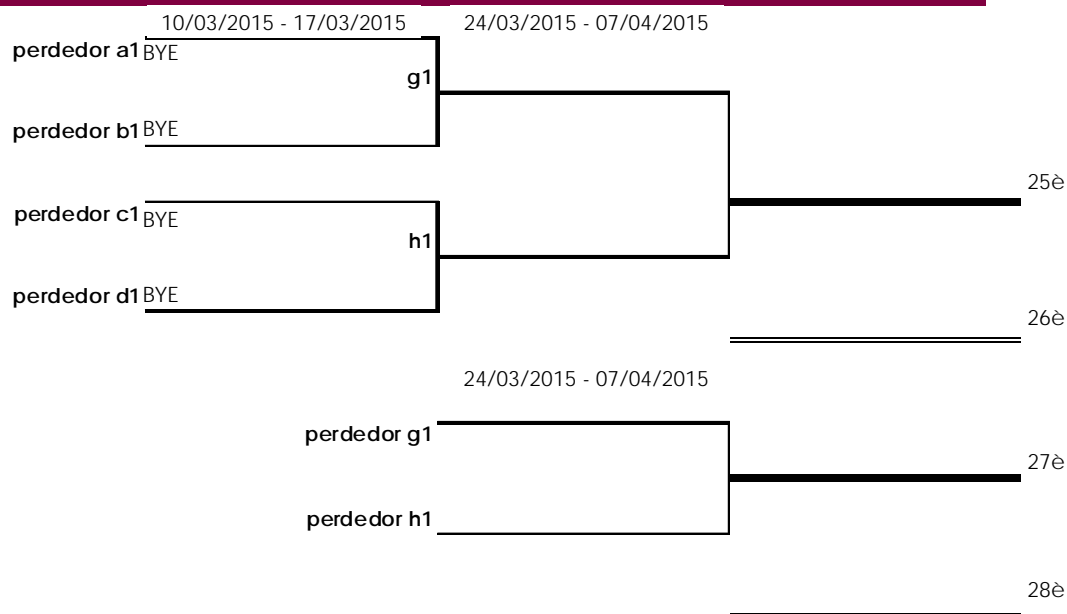 10/03/2015 - 17/03/2015 24/03/2015 - 07/04/2015
perdedor a1 BYE
g1
perdedor b1 BYE
25è
perdedor c1 BYE
h1
perdedor d1 BYE
26è
24/03/2015 - 07/04/2015
perdedor g1
27è
perdedor h1
28è